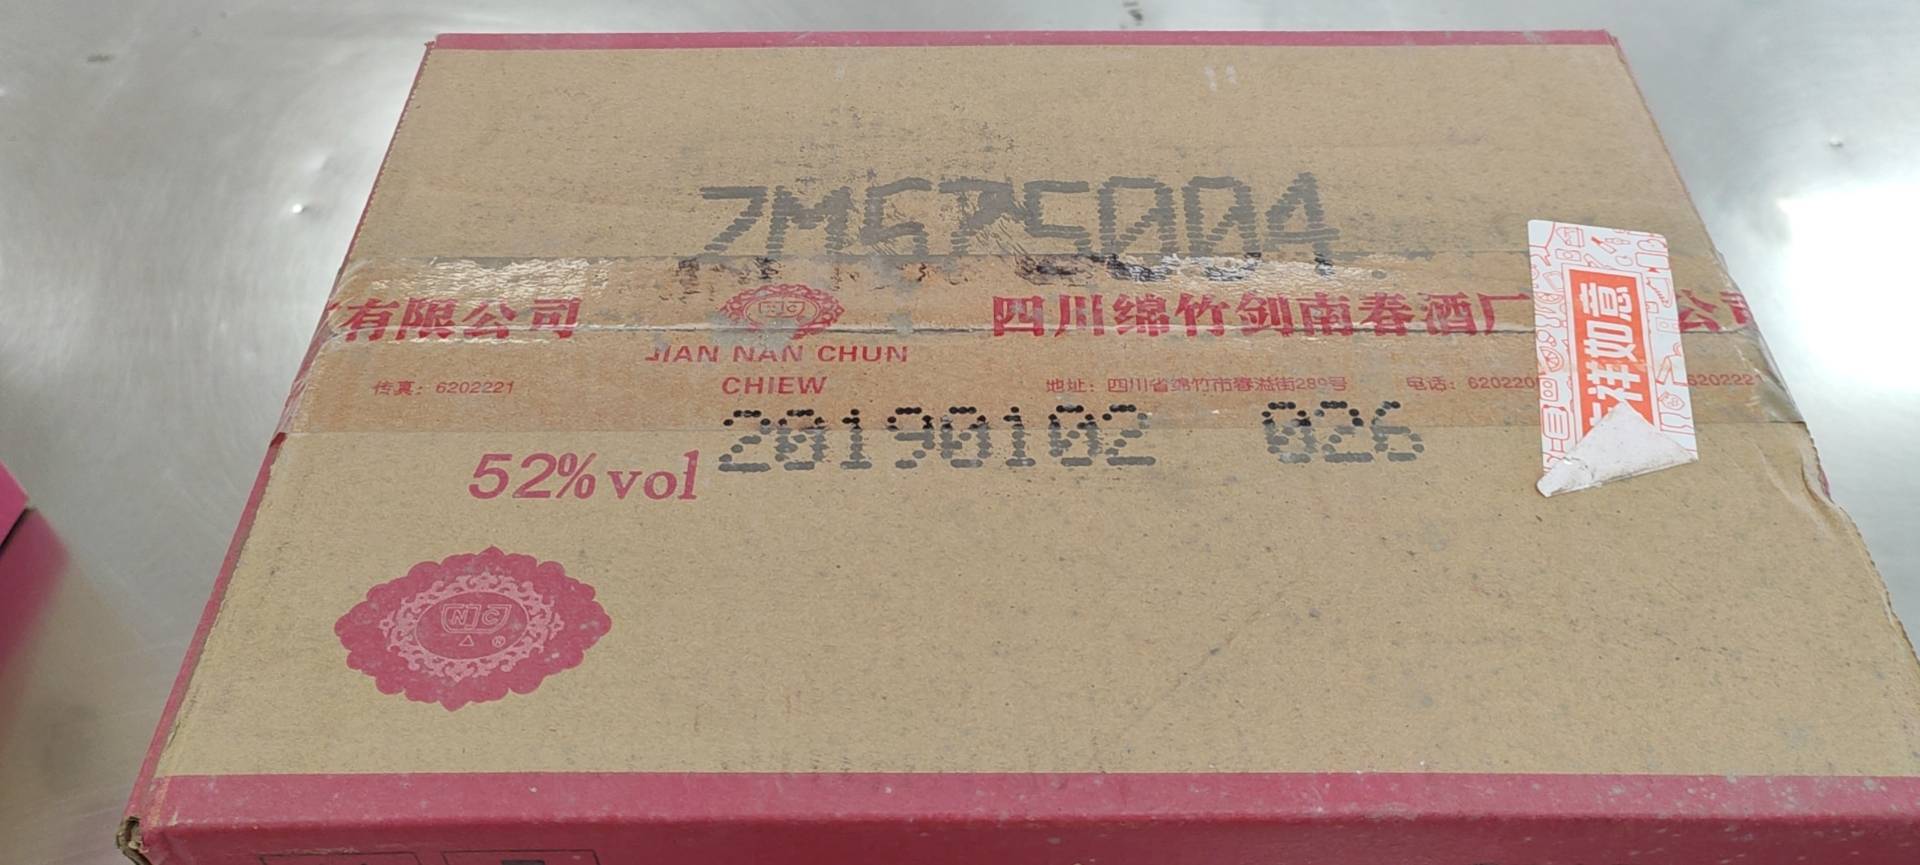 ZM575004
有限公司
四川绵竹剑南春酒厂
公司
JIAN NAN CHUN
CHIEW
传真：6202221
地址：四川省绵竹市春溢街289号
电话：620220
6202221
20190102 026
52%vol
NJC
®
祥如意